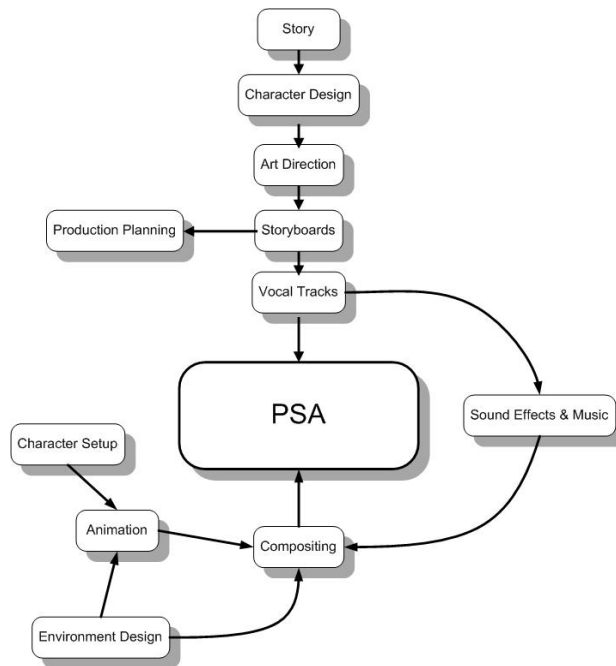 Story
Character Design
Art Direction
Production Planning
Storyboards
Vocal Tracks
PSA
Sound Effects & Music
Character Setup
Animation
Compositing
Environment Design